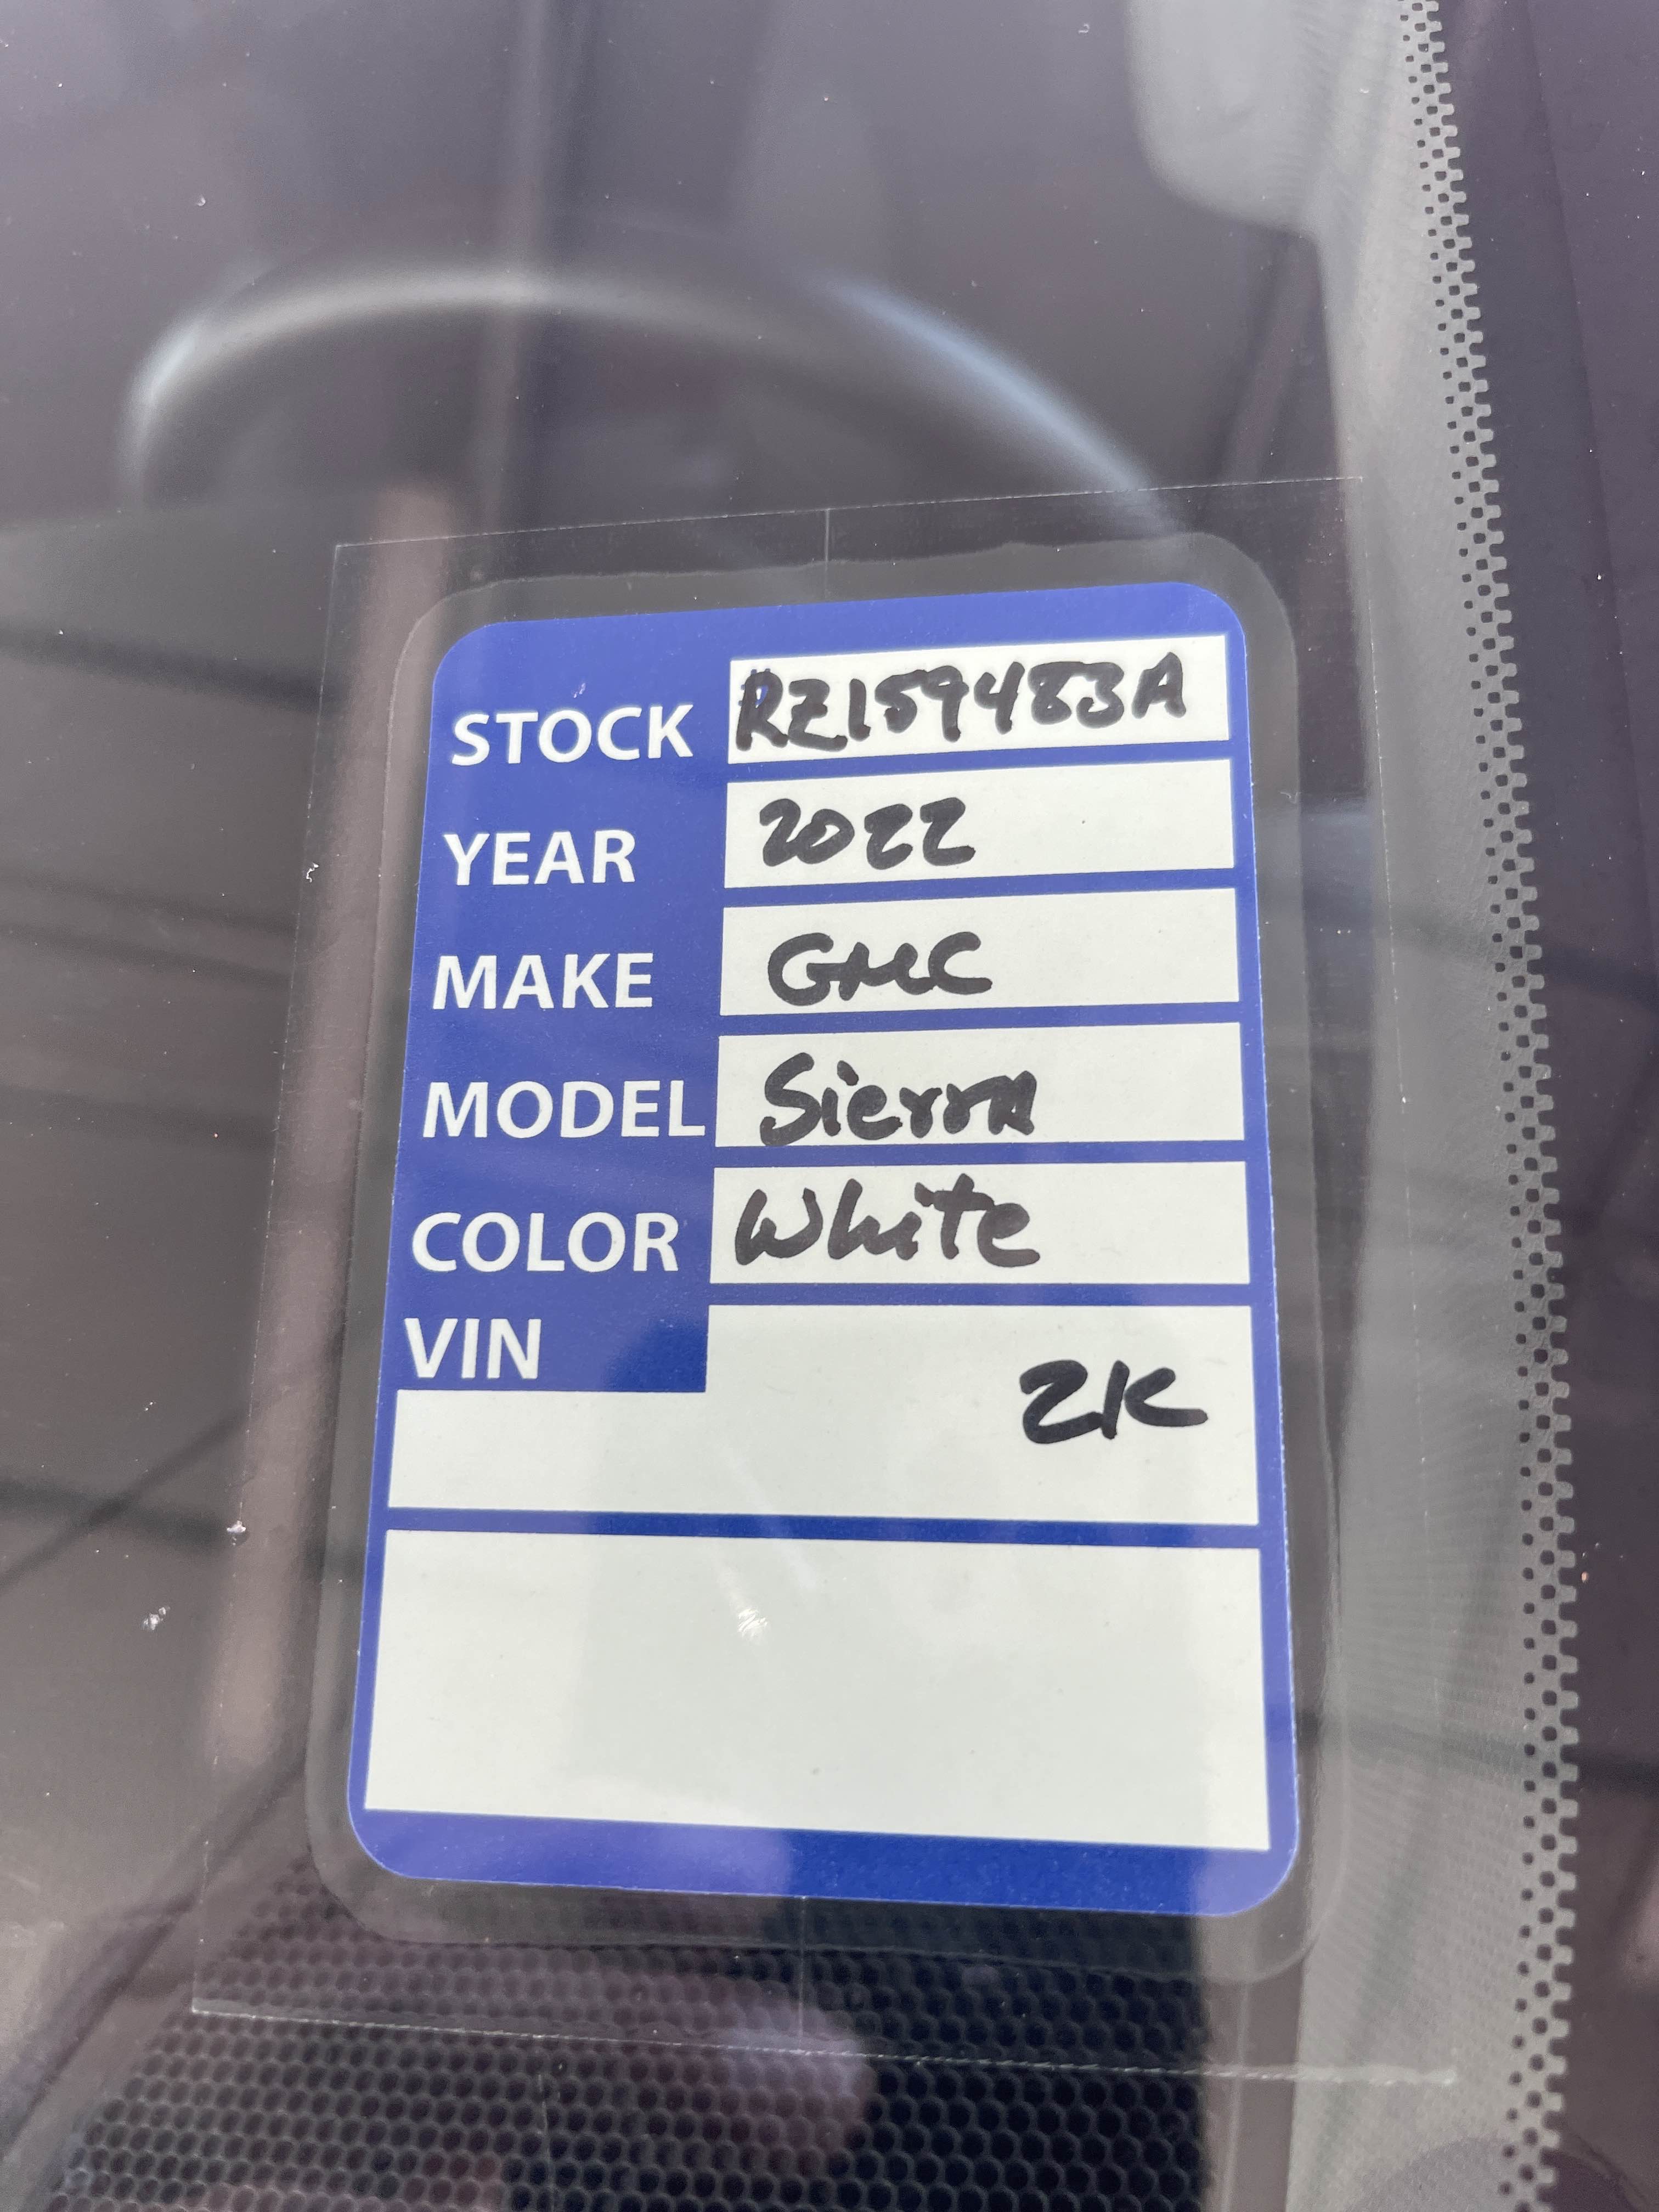 STOCK RZ159483A
YEAR 2022
MAKE GMC
MODEL Sierra
COLOR White
VIN
2K